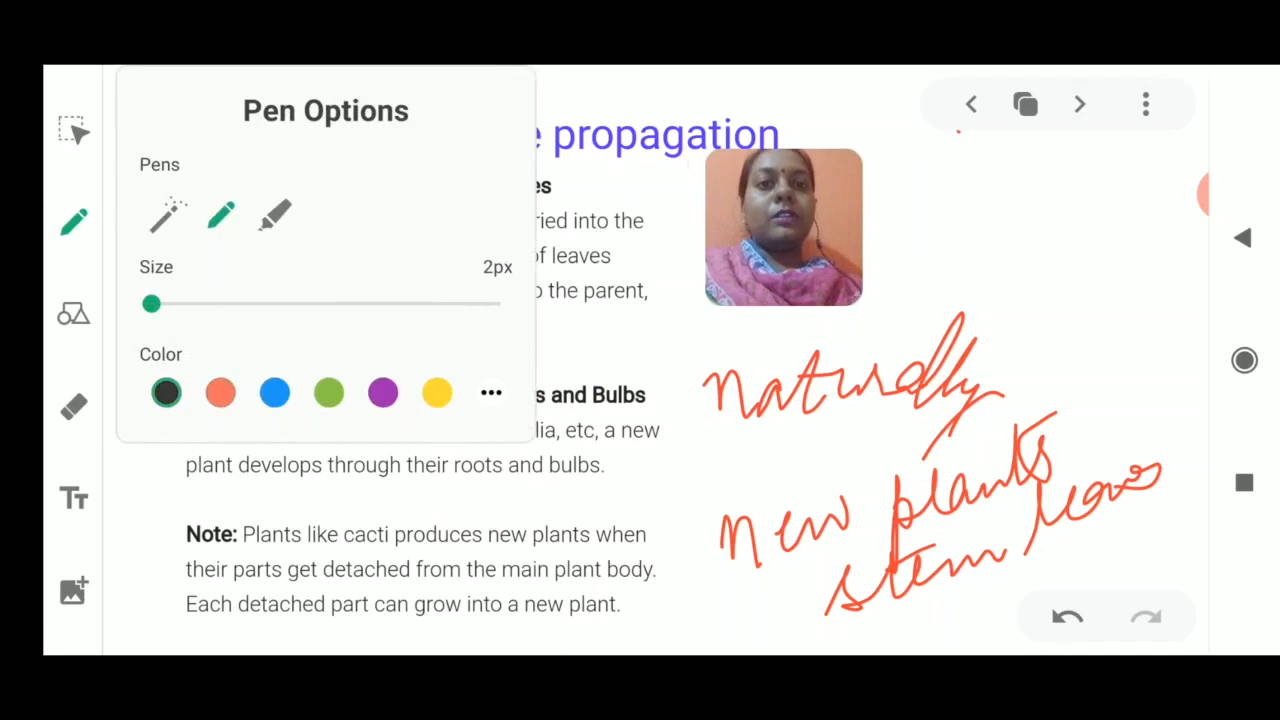 Pen Options
Pens
Size 2px
Color
propagation
es
ried into the
of leaves
o the parent,
s and Bulbs
lia, etc, a new
plant develops through their roots and bulbs.
Note: Plants like cacti produces new plants when
their parts get detached from the main plant body.
Each detached part can grow into a new plant.
naturally
new plants
stem, leaves
Tт